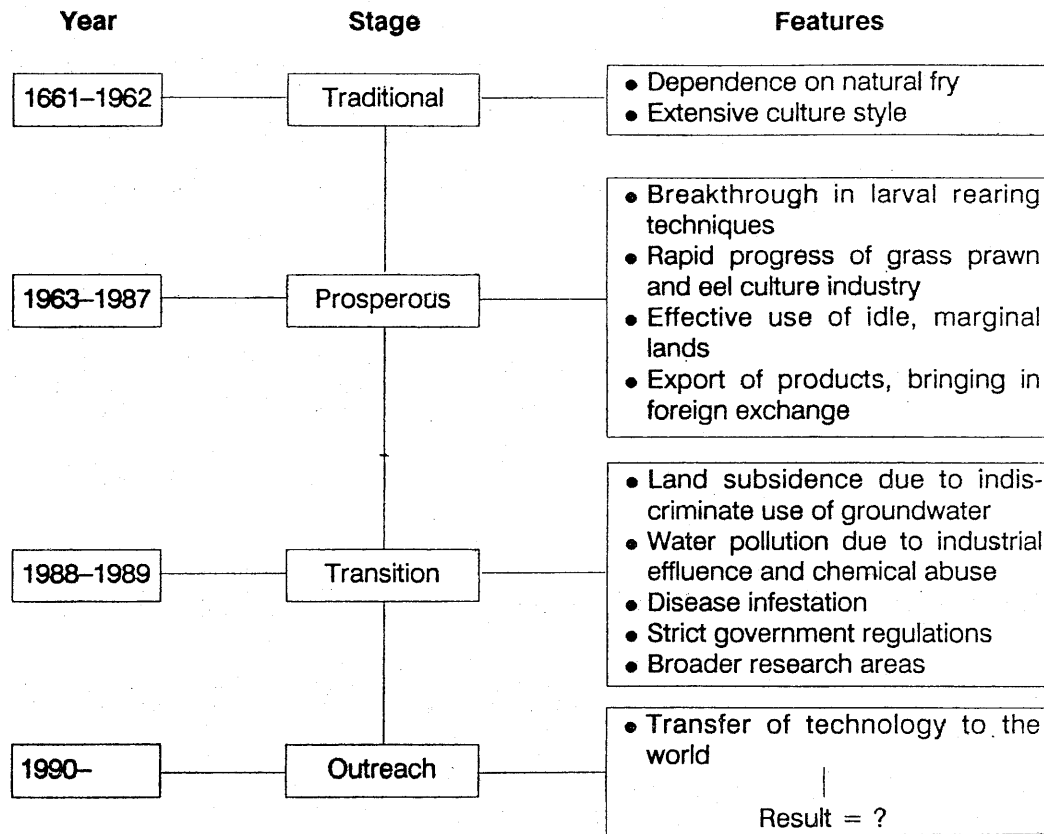 Year Stage Features
1661–1962 Traditional
• Dependence on natural fry
• Extensive culture style
1963–1987 Prosperous
• Breakthrough in larval rearing
techniques
• Rapid progress of grass prawn
and eel culture industry
• Effective use of idle, marginal
lands
• Export of products, bringing in
foreign exchange
1988–1989 Transition
• Land subsidence due to indis-
criminate use of groundwater
• Water pollution due to industrial
effluence and chemical abuse
• Disease infestation
• Strict government regulations
• Broader research areas
1990– Outreach
• Transfer of technology to the
world
Result = ?